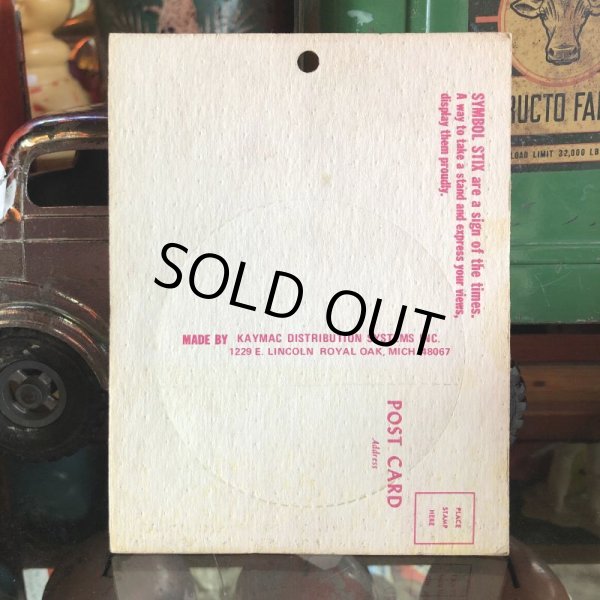 SYMBOL STIX are a sign of the times.
A way to take a stand and express your views,
display them proudly.
SOLD OUT
MADE BY KAYMAC DISTRIBUTION SYSTEMS INC.
1229 E. LINCOLN ROYAL OAK, MICH 48067
POST CARD
Address
PLACE
STAMP
HERE
RUCTO FA
LOAD LIMIT 32,000 LB